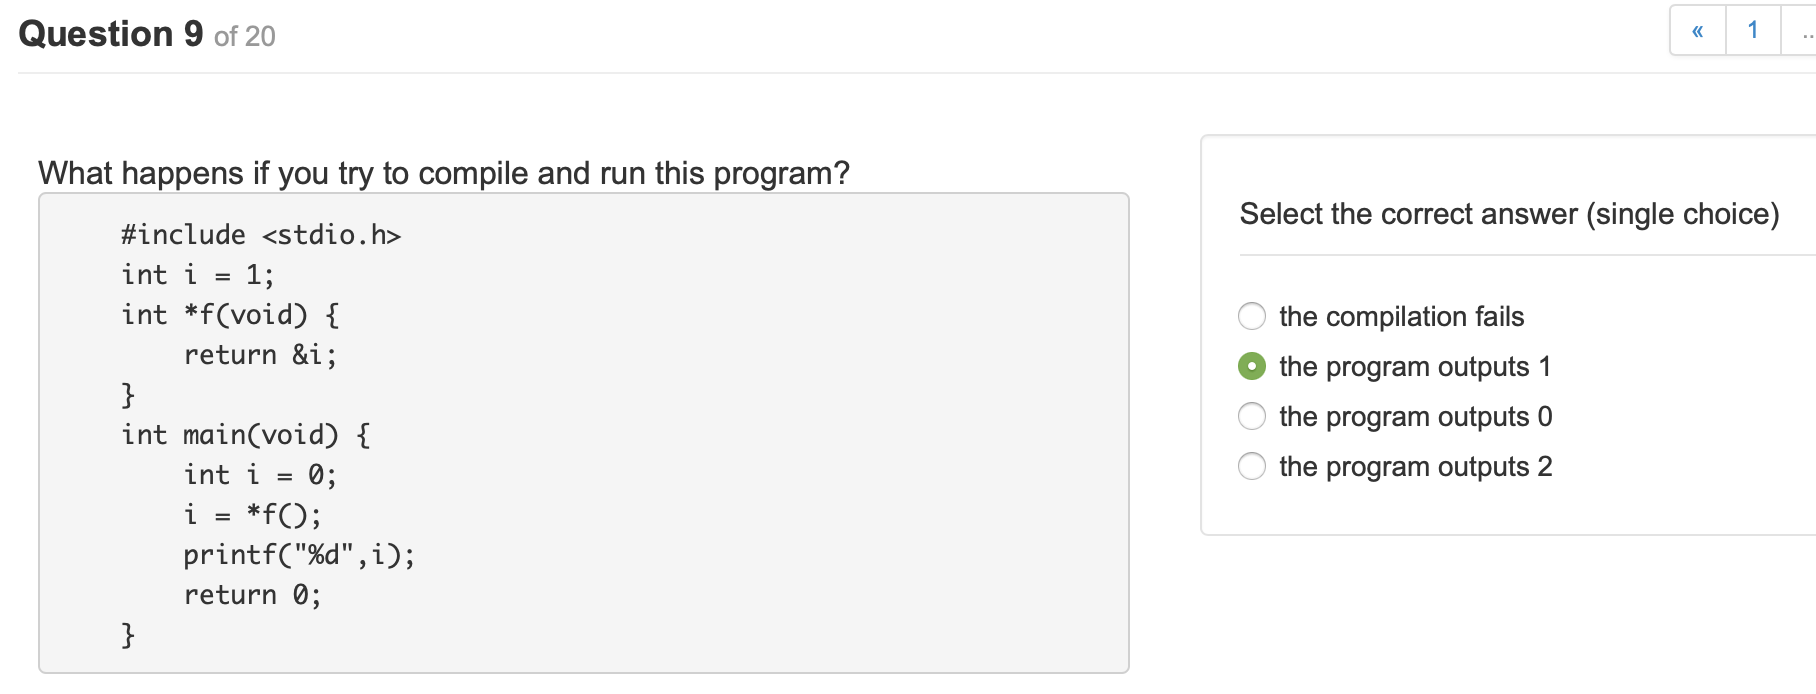 Question 9 of 20
« 1 ..
What happens if you try to compile and run this program?
#include <stdio.h>
int i = 1;
int *f(void) {
    return &i;
}
int main(void) {
    int i = 0;
    i = *f();
    printf("%d",i);
    return 0;
}
Select the correct answer (single choice)
the compilation fails
the program outputs 1
the program outputs 0
the program outputs 2